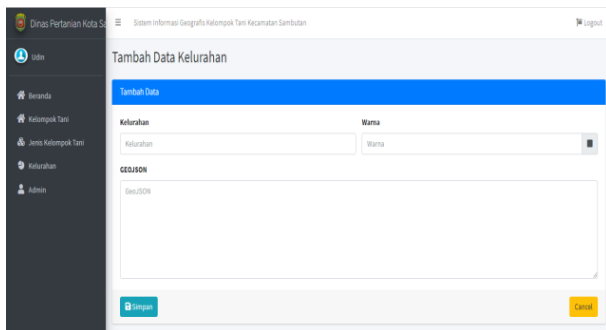 Dinas Pertanian Kota Sa
Sistem Informasi Geografis Kelompok Tani Kecamatan Sambutan
Logout
Udin
Tambah Data Kelurahan
Beranda
Kelompok Tani
Jenis Kelompok Tani
Kelurahan
Admin
Tambah Data
Kelurahan
Warna
Kelurahan
Warna
GEOJSON
GeoJSON
Simpan
Cancel